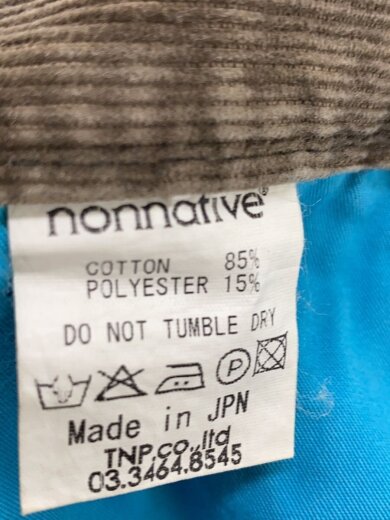 nonnative®
COTTON 85%
POLYESTER 15%
DO NOT TUMBLE DRY
P
Made in JPN
TNP.co.,ltd
03.3464.8545